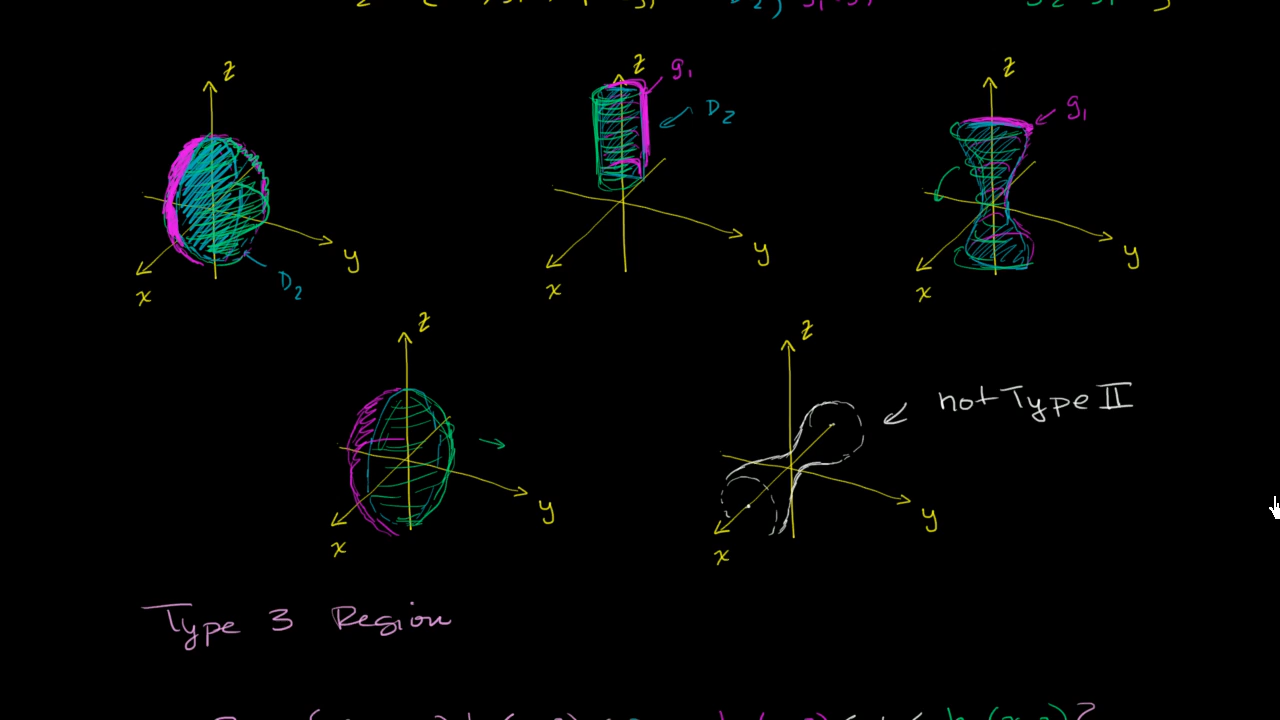 z
z
z
g₁
D₂
g₁
y
y
y
x
D₂
x
x
z
z
not Type II
y
y
x
x
Type 3 Region